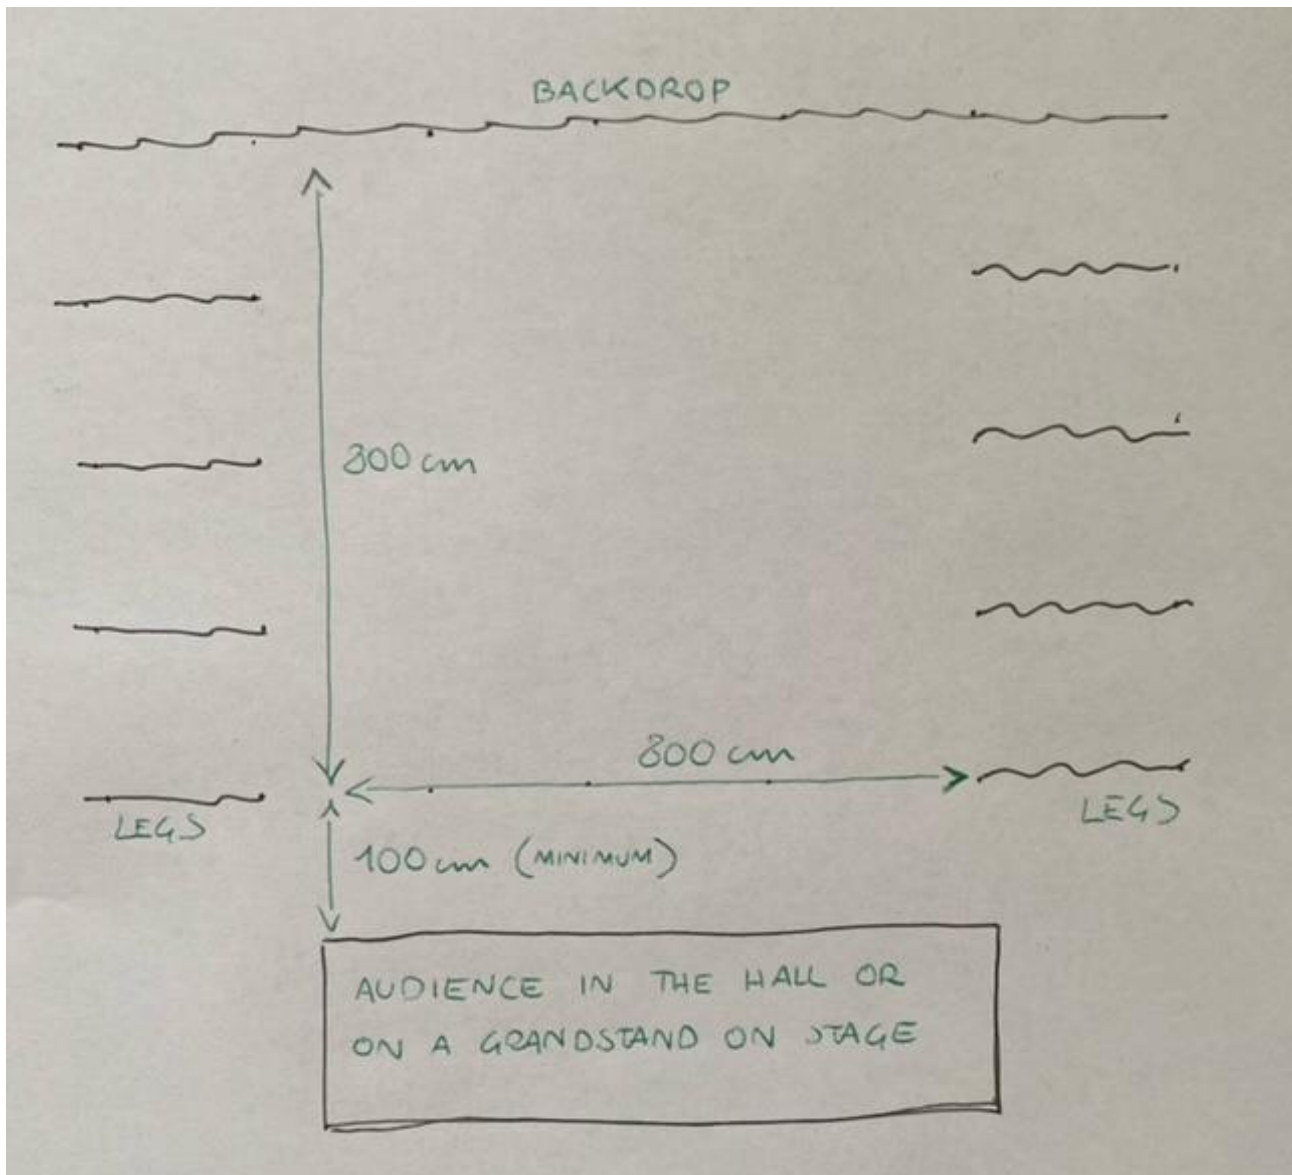 BACKDROP
800 cm
800 cm
LEGS
LEGS
100 cm (MINIMUM)
AUDIENCE IN THE HALL OR
ON A GRANDSTAND ON STAGE